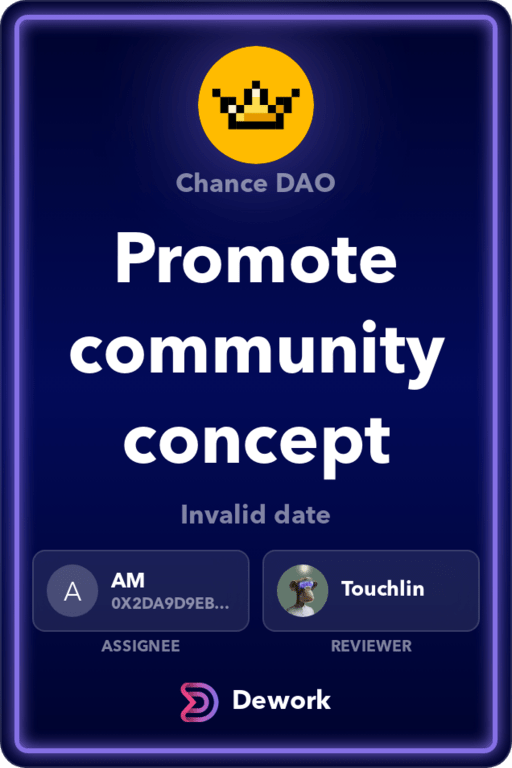 Chance DAO
Promote
community
concept
Invalid date
A
AM
0X2DA9D9EB...
Touchlin
ASSIGNEE
REVIEWER
Dework